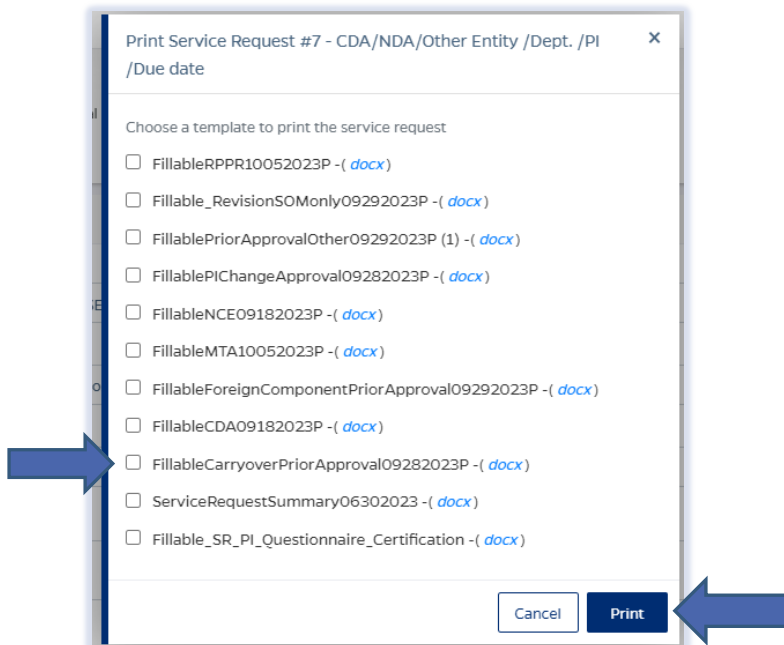 Print Service Request #7 - CDA/NDA/Other Entity /Dept. /PI
/Due date
×
Choose a template to print the service request
FillableRPPR10052023P -( docx )
Fillable_RevisionSOMonly09292023P -( docx )
FillablePriorApprovalOther09292023P (1) -( docx )
FillablePIChangeApproval09282023P -( docx )
FillableNCE09182023P -( docx )
FillableMTA10052023P -( docx )
FillableForeignComponentPriorApproval09292023P -( docx )
FillableCDA09182023P -( docx )
FillableCarryoverPriorApproval09282023P -( docx )
ServiceRequestSummary06302023 -( docx )
Fillable_SR_PI_Questionnaire_Certification -( docx )
Cancel
Print